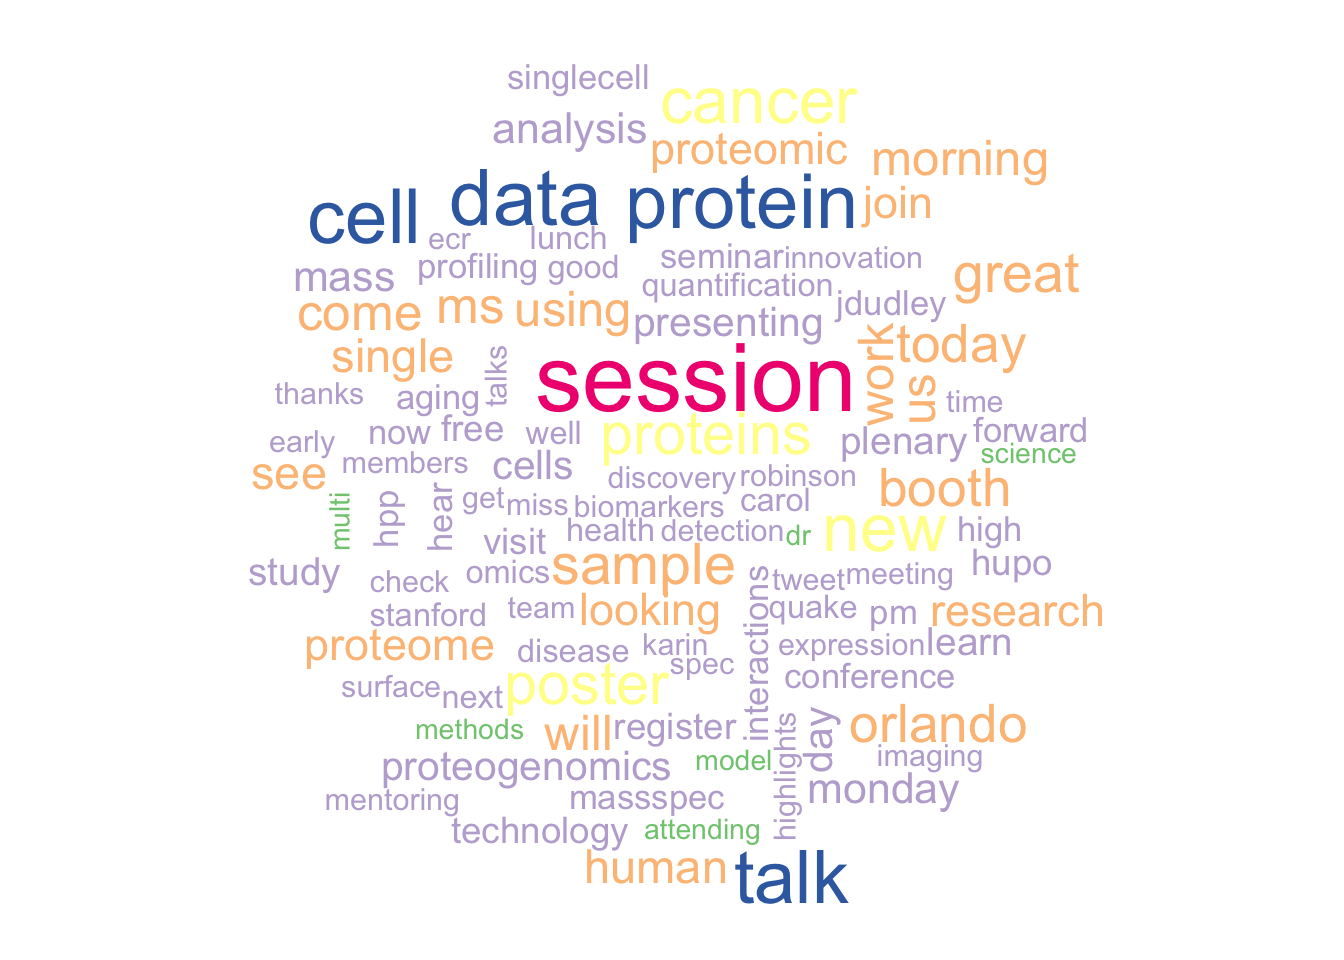 singlecell
cancer
analysis
proteomic
morning
cell
data
protein
join
ecr
lunch
seminar
innovation
mass
profiling
good
quantification
great
come
ms
using
presenting
jdudley
single
talks
session
work
today
us
thanks
aging
time
early
now
free
well
proteins
plenary
forward
science
see
members
cells
discovery
robinson
booth
multi
hpp
hear
get
miss
biomarkers
carol
health
detection
dr
new
high
study
visit
omics
sample
tweet
meeting
hupo
check
stanford
team
looking
interactions
quake
pm
research
proteome
disease
karin
spec
expression
learn
surface
next
poster
conference
methods
will
register
highlights
day
orlando
proteogenomics
model
imaging
mentoring
massspec
monday
technology
attending
human
talk